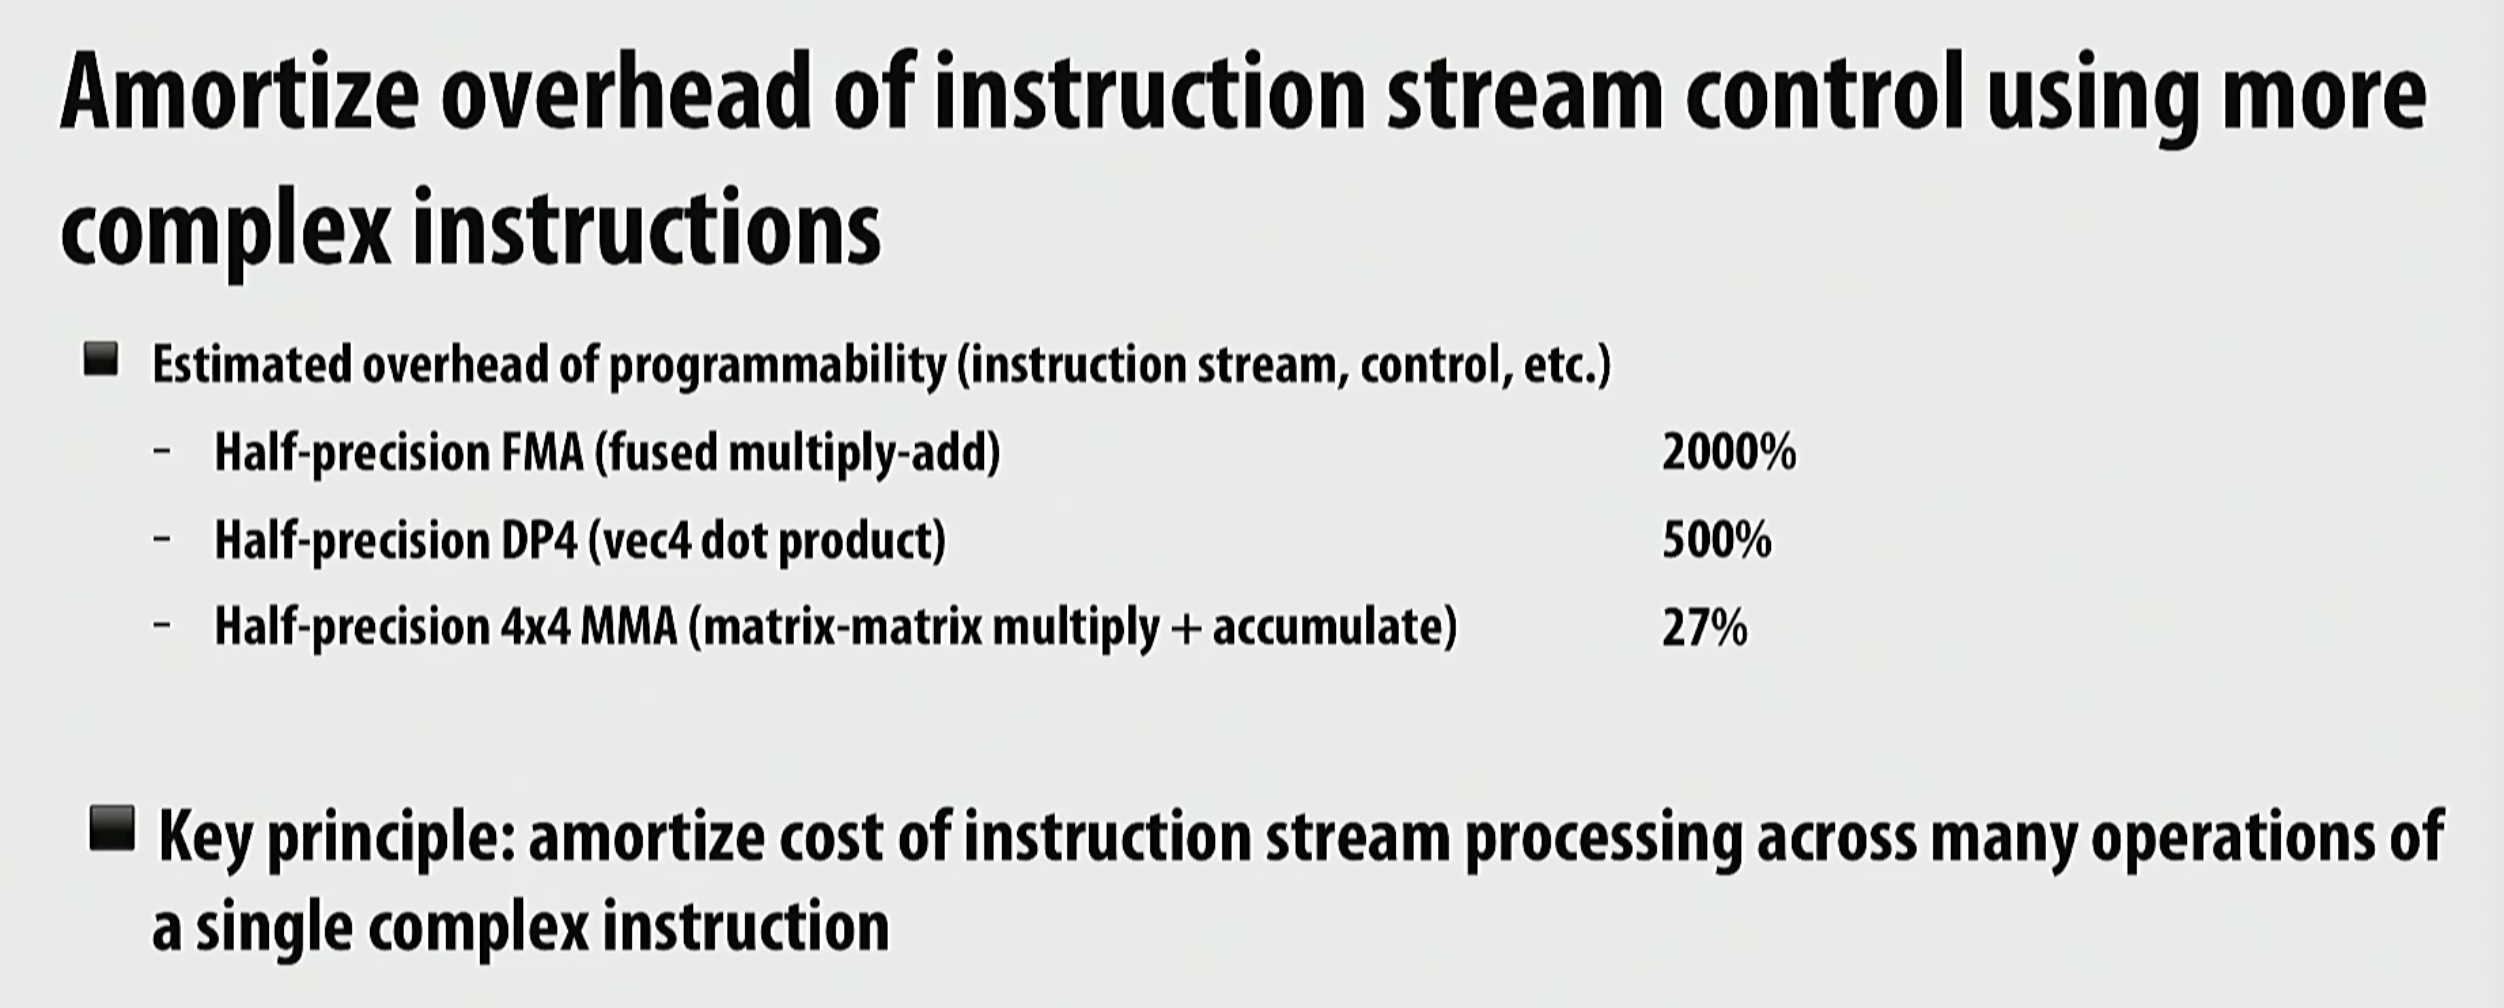 Amortize overhead of instruction stream control using more
complex instructions
Estimated overhead of programmability (instruction stream, control, etc.)
- Half-precision FMA (fused multiply-add) 2000%
- Half-precision DP4 (vec4 dot product) 500%
- Half-precision 4x4 MMA (matrix-matrix multiply + accumulate) 27%
Key principle: amortize cost of instruction stream processing across many operations of
a single complex instruction